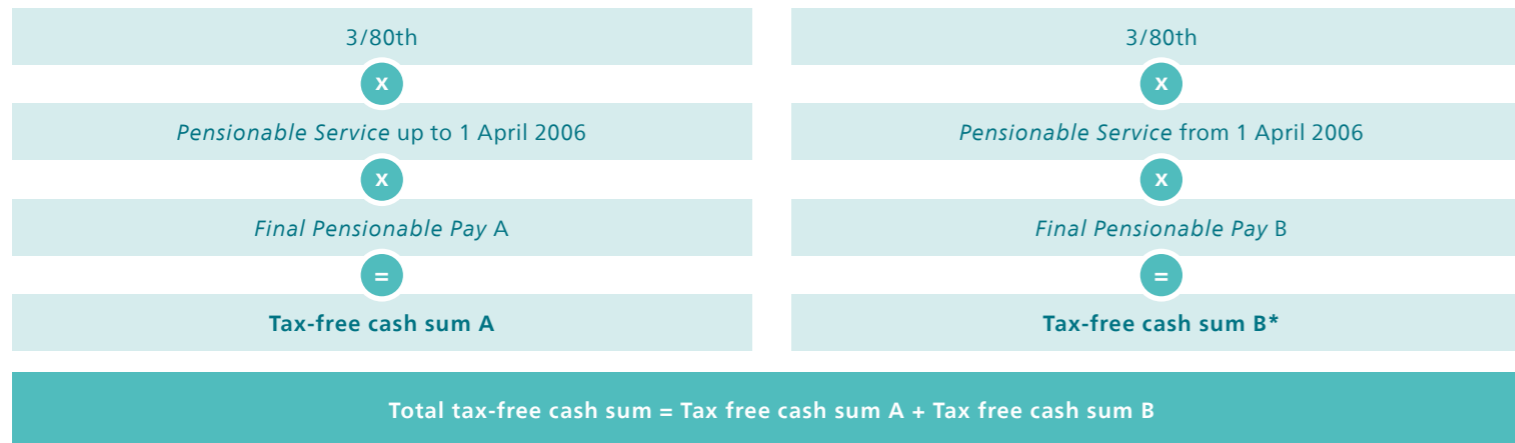 3/80th
x
Pensionable Service up to 1 April 2006
x
Final Pensionable Pay A
=
Tax-free cash sum A
3/80th
x
Pensionable Service from 1 April 2006
x
Final Pensionable Pay B
=
Tax-free cash sum B*
Total tax-free cash sum = Tax free cash sum A + Tax free cash sum B